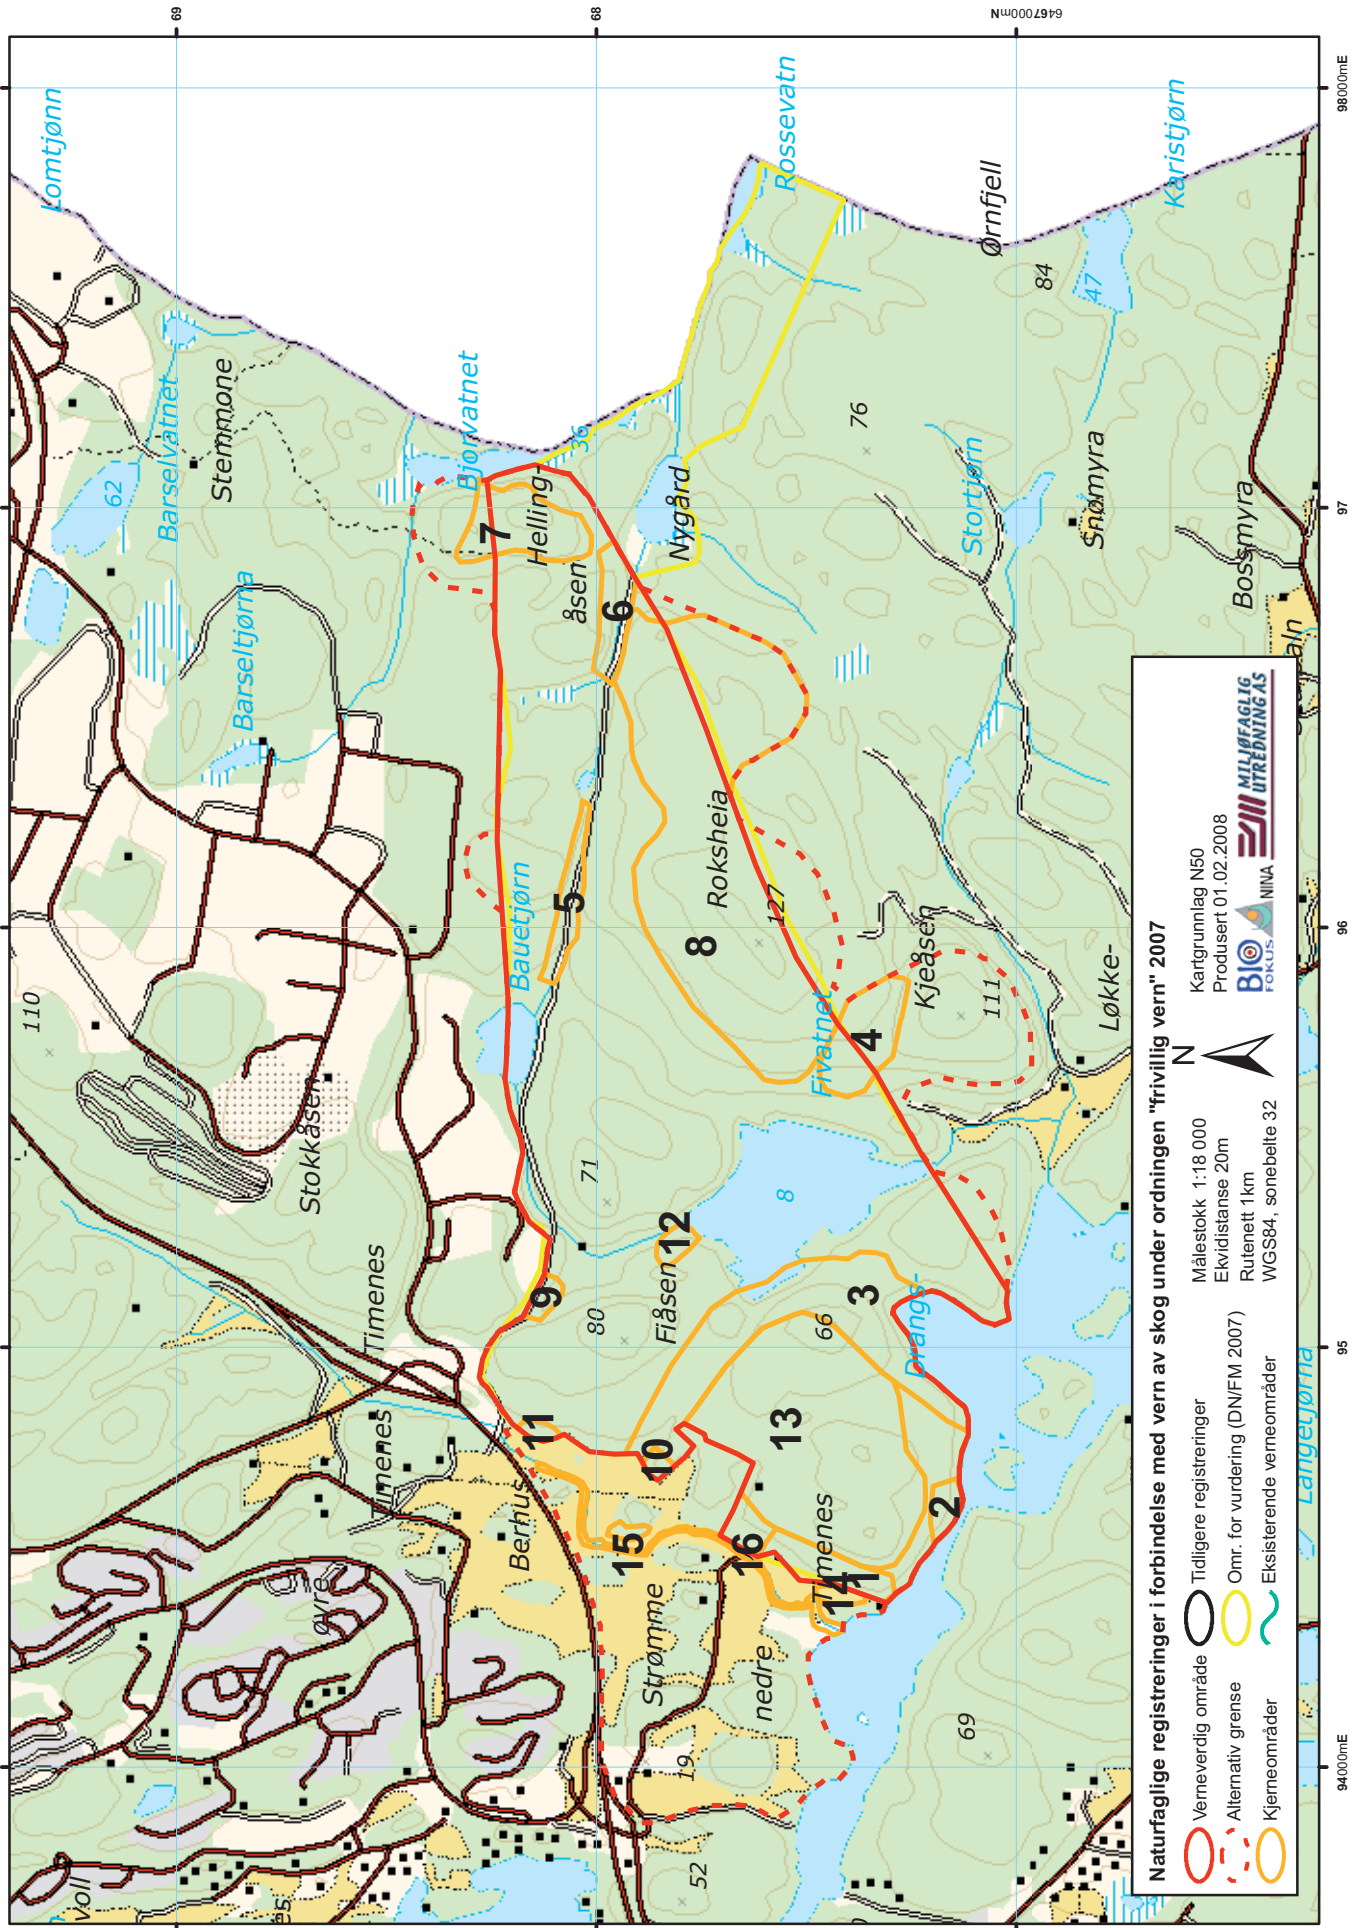 69
68
6467000mN
98000mE
97
96
95
94000mE
Lomtjønn
Rossevatn
Ørnfjell
Karistjørn
84
47
Barselvatnet
62
Stemmone
Bjorvatnet
36
76
Nygård
Stortjørn
Snømyra
Bossmyra
Helling-
åsen
Barseltjørna
Bauetjørn
Roksheia
127
Kjeåsen
111
Løkke-
110
Stokkåsen
Fivatnet
71
8
Timenes
80
Fiåsen
66
Drangs-
Timenes
Berhus
Timenes
øvre
Strømme
nedre
19
52
69
voll
es
aln
Langetjørna
1
2
3
4
5
6
7
8
9
10
11
12
13
14
15
16
Naturfaglige registreringer i forbindelse med vern av skog under ordningen "frivillig vern" 2007
Verneverdig område
Alternativ grense
Kjerneområder
Tidligere registreringer
Omr. for vurdering (DN/FM 2007)
Eksisterende verneområder
Målestokk 1:18 000
Ekvidistanse 20m
Rutenett 1km
WGS84, sonebelte 32
N
Kartgrunnlag N50
Produsert 01.02.2008
BIO
FOKUS
NINA
MILJØFAGLIG
UTREDNING AS